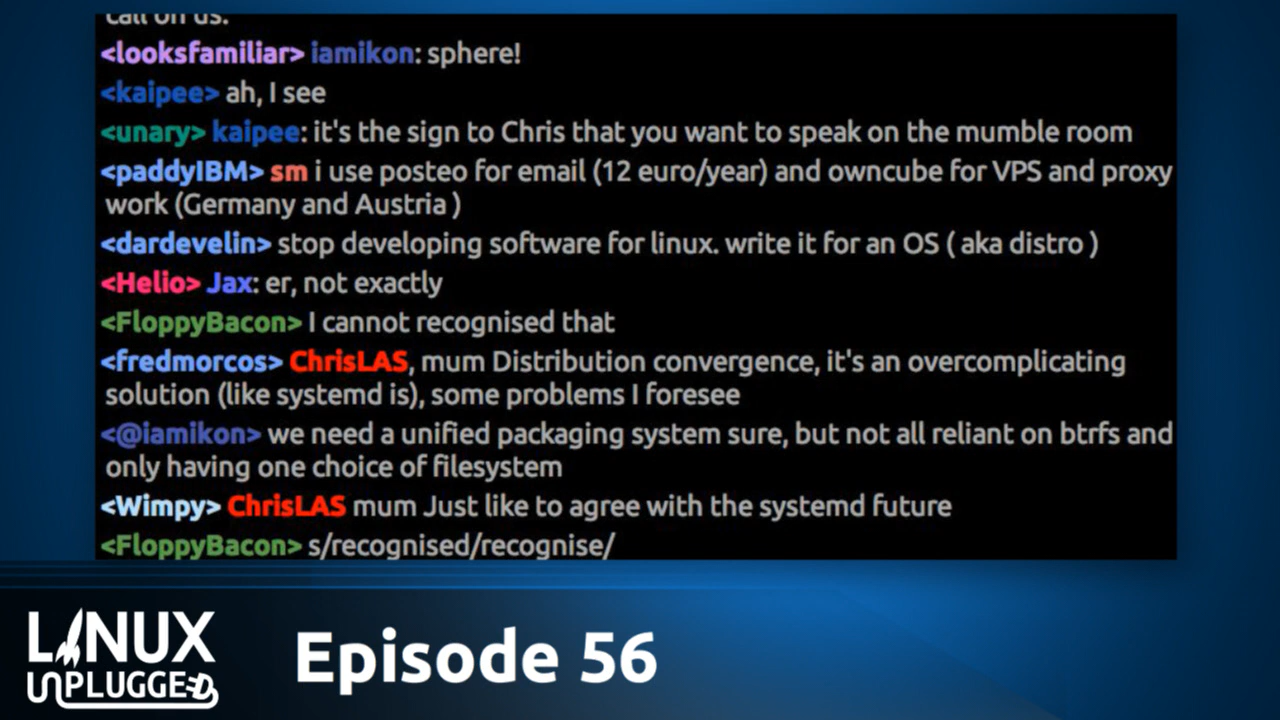 call on us.
<looksfamiliar> iamikon: sphere!
<kaipee> ah, I see
<unary> kaipee: it's the sign to Chris that you want to speak on the mumble room
<paddyIBM> sm i use posteo for email (12 euro/year) and owncube for VPS and proxy
work (Germany and Austria )
<dardevelin> stop developing software for linux. write it for an OS ( aka distro )
<Helio> Jax: er, not exactly
<FloppyBacon> I cannot recognised that
<fredmorcos> ChrisLAS, mum Distribution convergence, it's an overcomplicating
solution (like systemd is), some problems I foresee
<@iamikon> we need a unified packaging system sure, but not all reliant on btrfs and
only having one choice of filesystem
<Wimpy> ChrisLAS mum Just like to agree with the systemd future
<FloppyBacon> s/recognised/recognise/
LINUX
UNPLUGGED
Episode 56